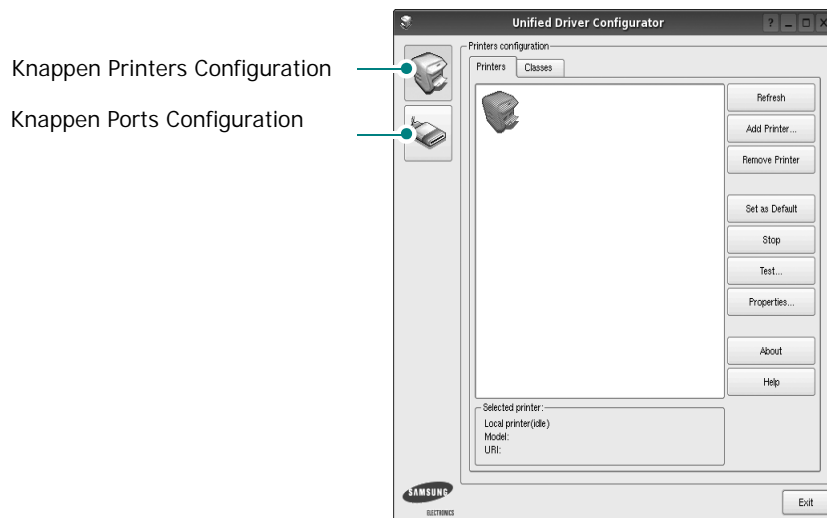 Unified Driver Configurator
Knappen Printers Configuration
Knappen Ports Configuration
Printers configuration
Printers
Classes
Refresh
Add Printer...
Remove Printer
Set as Default
Stop
Test...
Properties...
About
Help
Selected printer:
Local printer(idle)
Model:
URI:
SAMSUNG
ELECTRONICS
Exit